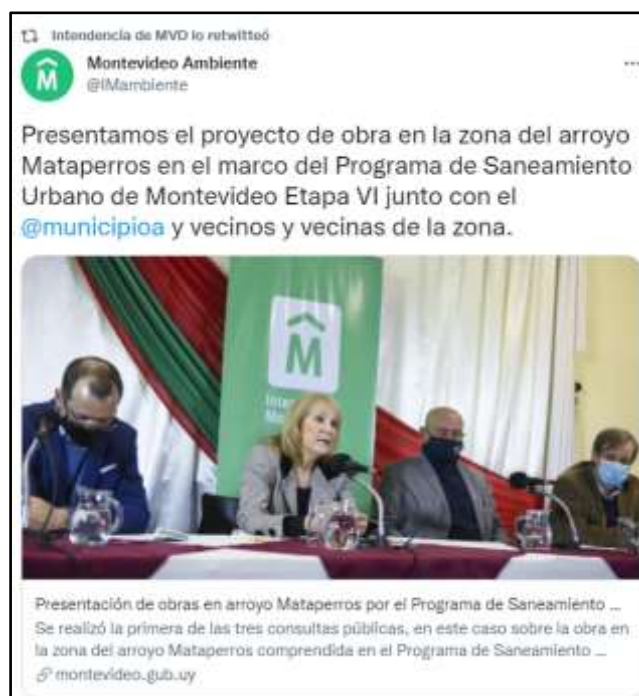 Intendencia de MVD lo retwitteó
Montevideo Ambiente
@IMambiente
Presentamos el proyecto de obra en la zona del arroyo
Mataperros en el marco del Programa de Saneamiento
Urbano de Montevideo Etapa VI junto con el
@municipioa y vecinos y vecinas de la zona.
M
Presentación de obras en arroyo Mataperros por el Programa de Saneamiento ...
Se realizó la primera de las tres consultas públicas, en este caso sobre la obra en
la zona del arroyo Mataperros comprendida en el Programa de Saneamiento ...
montevideo.gub.uy